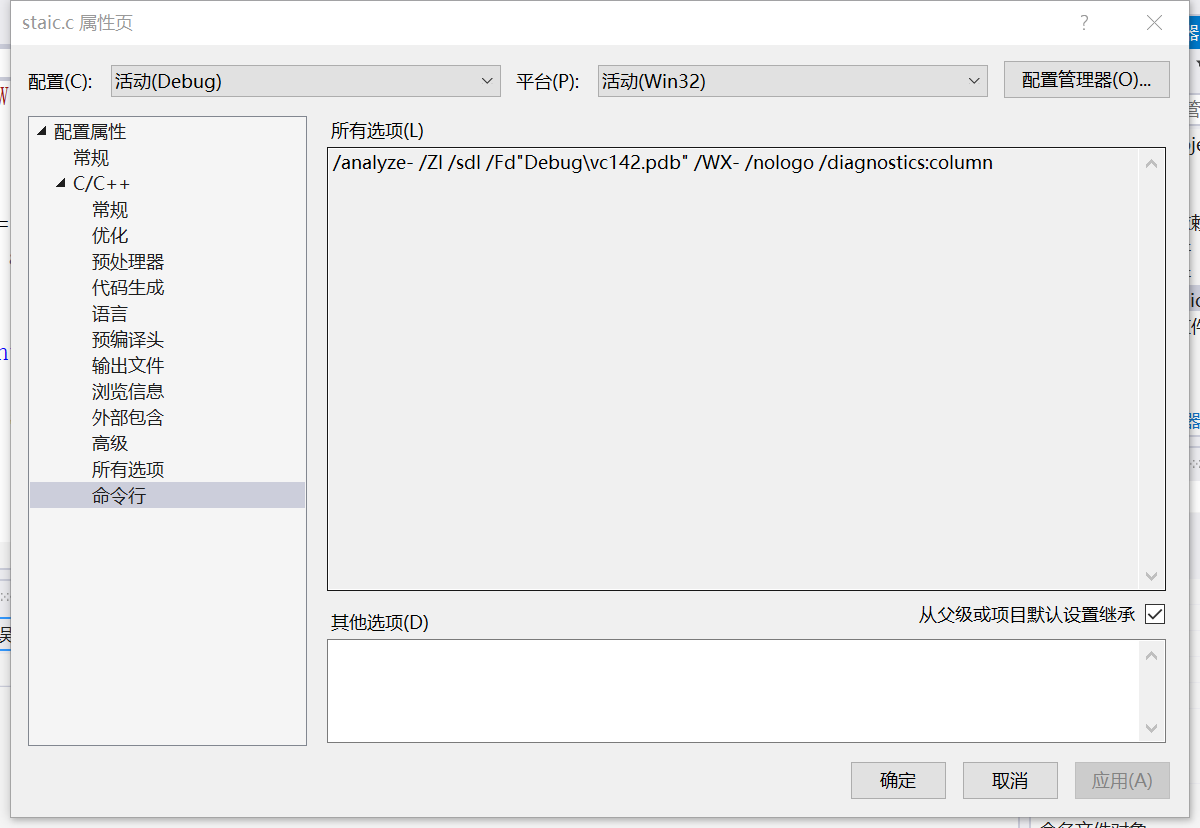 staic.c 属性页
配置(C):
活动(Debug)
平台(P):
活动(Win32)
配置管理器(O)...
配置属性
常规
C/C++
常规
优化
预处理器
代码生成
语言
预编译头
输出文件
浏览信息
外部包含
高级
所有选项
命令行
所有选项(L)
/analyze- /ZI /sdl /Fd"Debug\vc142.pdb" /WX- /nologo /diagnostics:column
从父级或项目默认设置继承
其他选项(D)
确定
取消
应用(A)